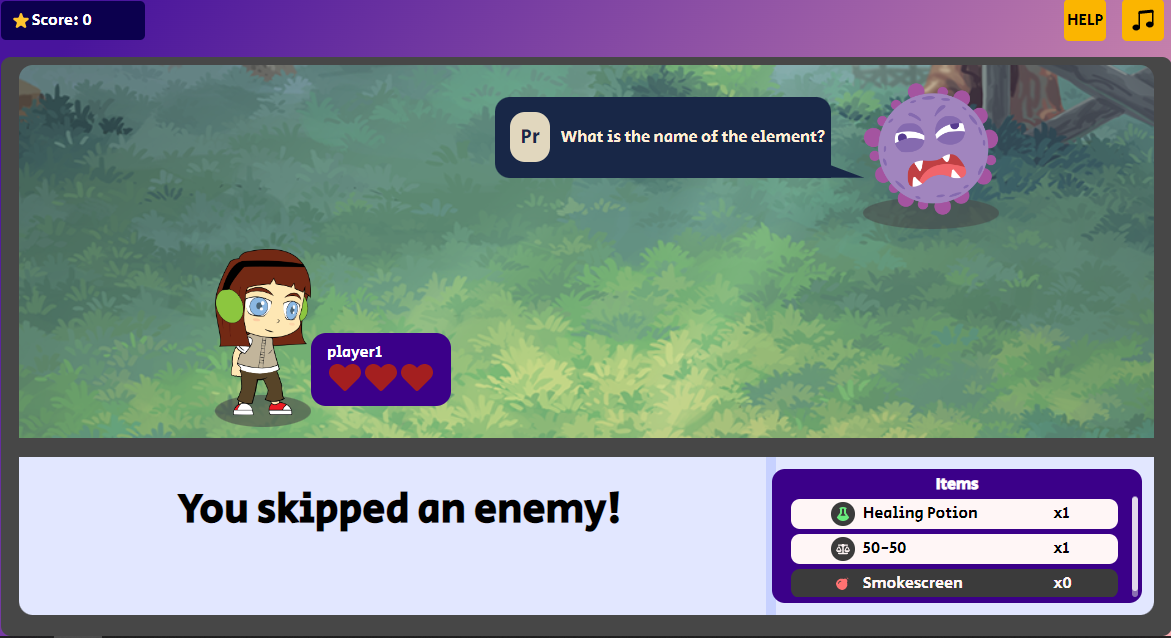 Score: 0
HELP
Pr
What is the name of the element?
player1
You skipped an enemy!
Items
Healing Potion x1
50-50 x1
Smokescreen x0